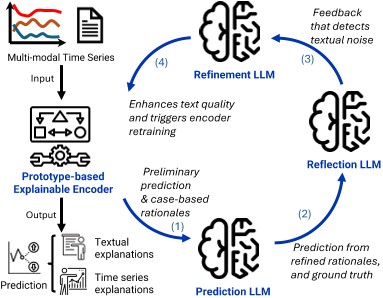 Multi-modal Time Series
Input
Prototype-based
Explainable Encoder
Output
Prediction
Textual
explanations
Time series
explanations
Preliminary
prediction
& case-based
rationales
(1)
Prediction LLM
(2)
Prediction from
refined rationales,
and ground truth
Reflection LLM
(3)
Feedback
that detects
textual noise
Refinement LLM
(4)
Enhances text quality
and triggers encoder
retraining